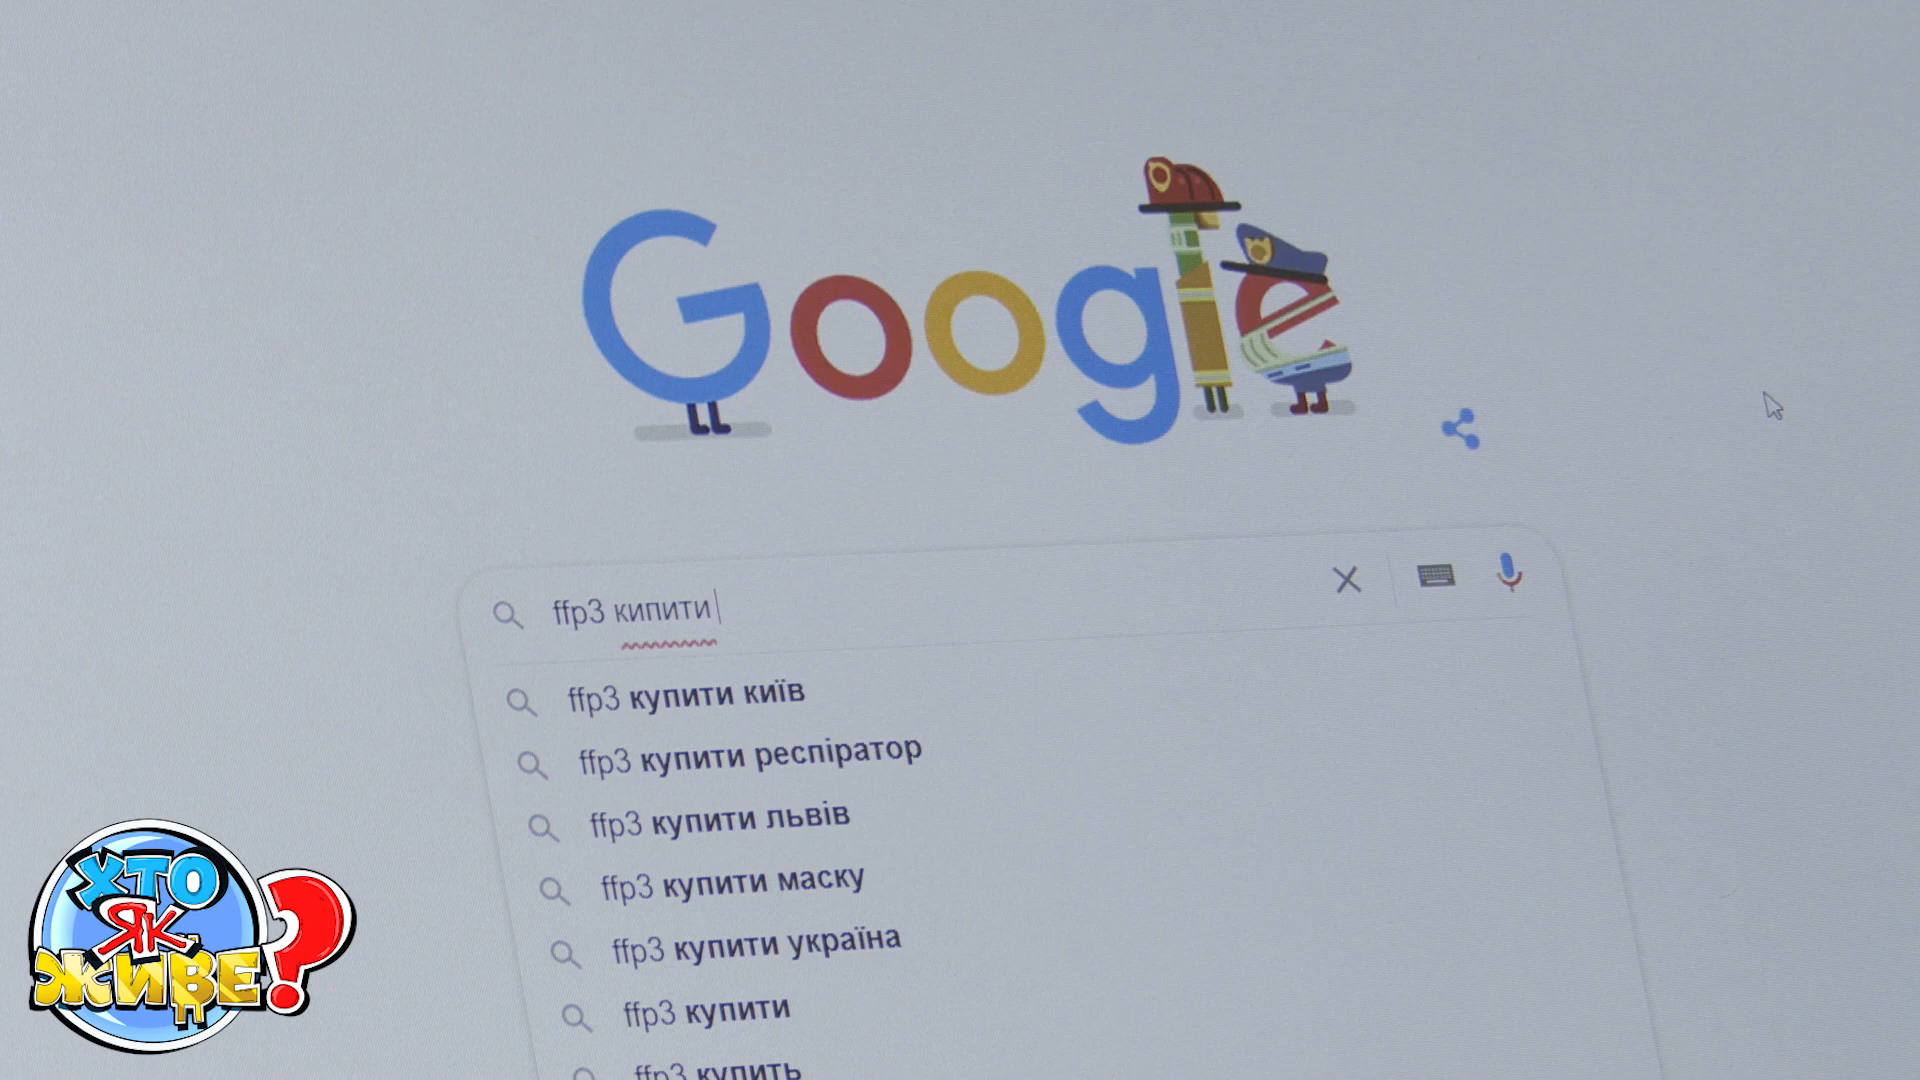 Google
ffp3 кипити
ffp3 купити київ
ffp3 купити респіратор
ffp3 купити львів
ffp3 купити маску
ffp3 купити україна
ffp3 купити
ffp3 купить
ХТО
ЯК
ЖИВЕ?